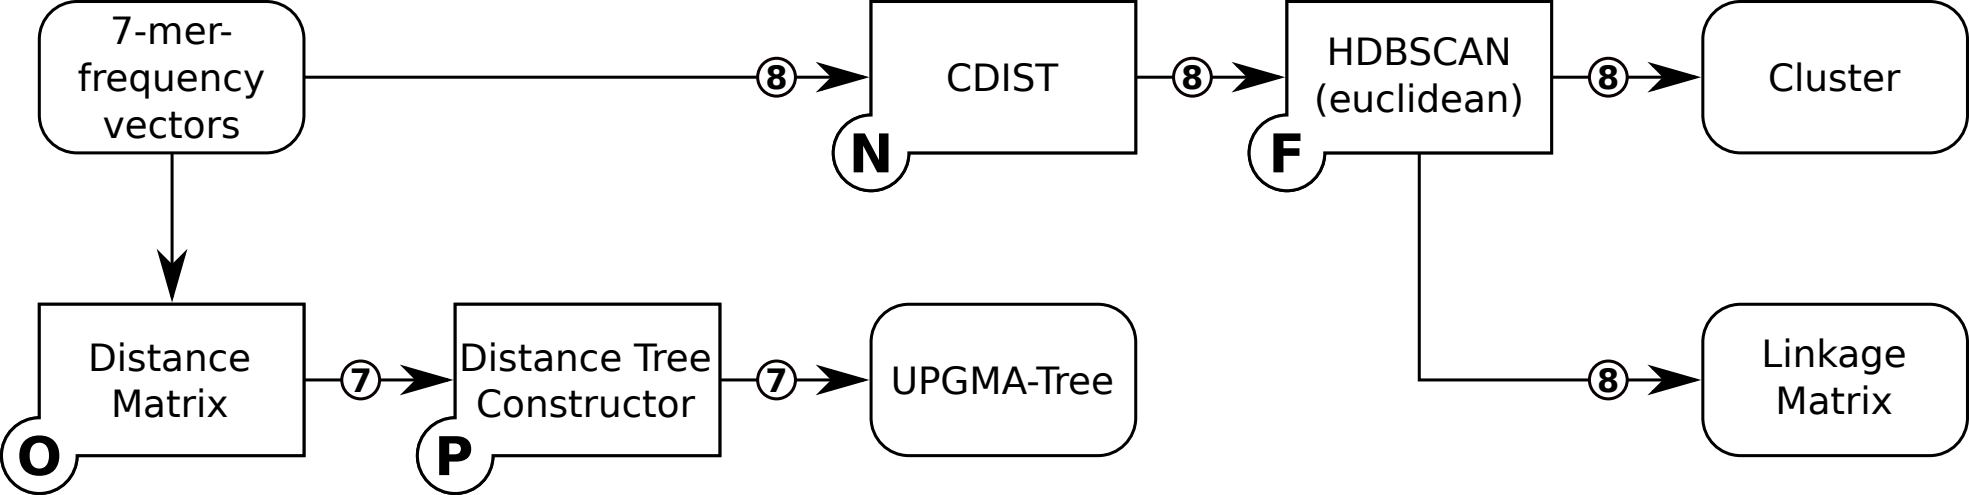 7-mer-
frequency
vectors
8
CDIST
N
8
HDBSCAN
(euclidean)
F
8
Cluster
Distance
Matrix
O
7
Distance Tree
Constructor
P
7
UPGMA-Tree
8
Linkage
Matrix